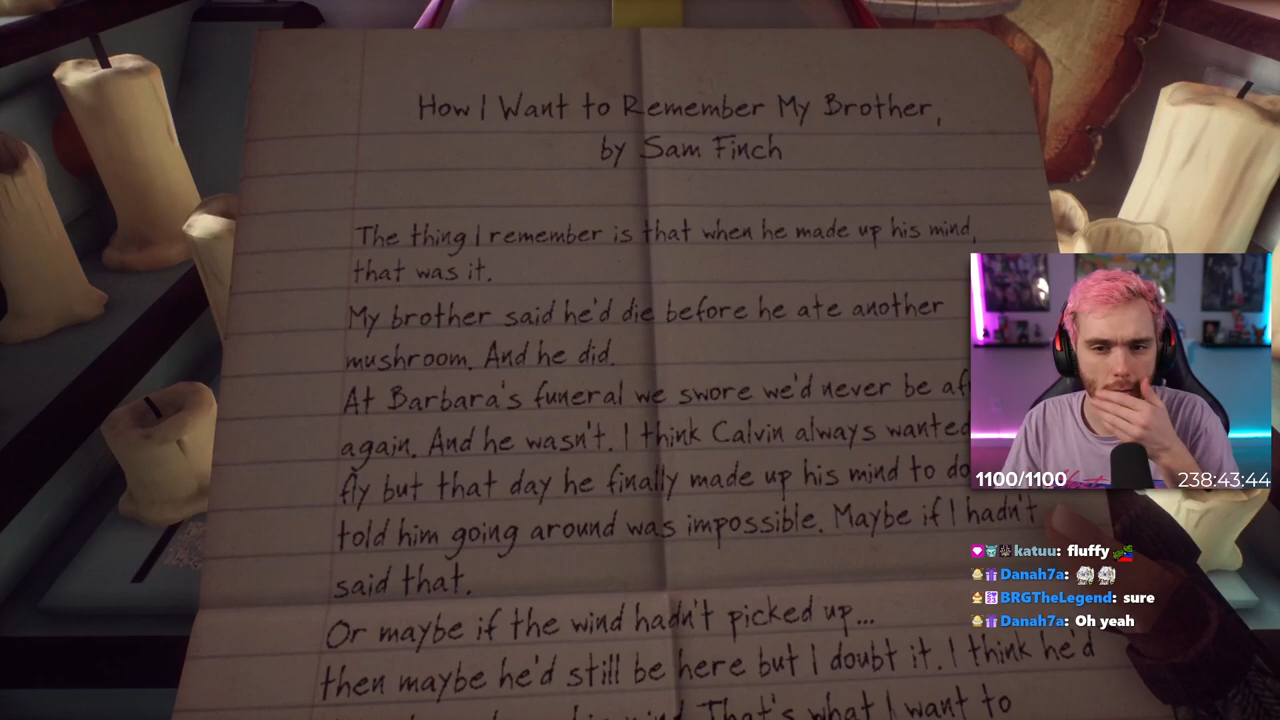 How I Want to Remember My Brother,
by Sam Finch
The thing I remember is that when he made up his mind,
that was it.
My brother said he'd die before he ate another
mushroom. And he did.
At Barbara's funeral we swore we'd never be
again. And he wasn't. I think Calvin always wanted
fly but that day he finally made up his mind to do
told him going around was impossible. Maybe if I hadn't
said that.
Or maybe if the wind hadn't picked up...
then maybe he'd still be here but I doubt it. I think he'd
mind. That's what I want to
1100/1100
238:43:44
katuu: fluffy
Danah7a:
BRGTheLegend: sure
Danah7a: Oh yeah